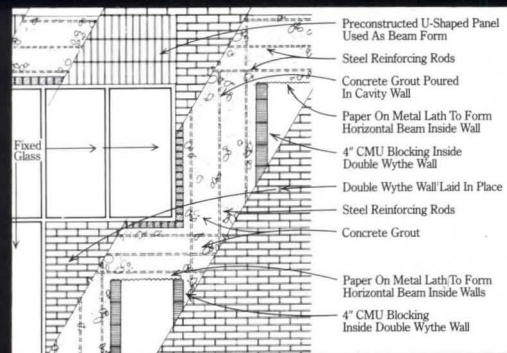 Preconstructed U-Shaped Panel
Used As Beam Form
Steel Reinforcing Rods
Concrete Grout Poured
In Cavity Wall
Paper On Metal Lath To Form
Horizontal Beam Inside Wall
Fixed
Glass
4" CMU Blocking Inside
Double Wythe Wall
Double Wythe Wall Laid In Place
Steel Reinforcing Rods
Concrete Grout
Paper On Metal Lath To Form
Horizontal Beam Inside Walls
4" CMU Blocking
Inside Double Wythe Wall